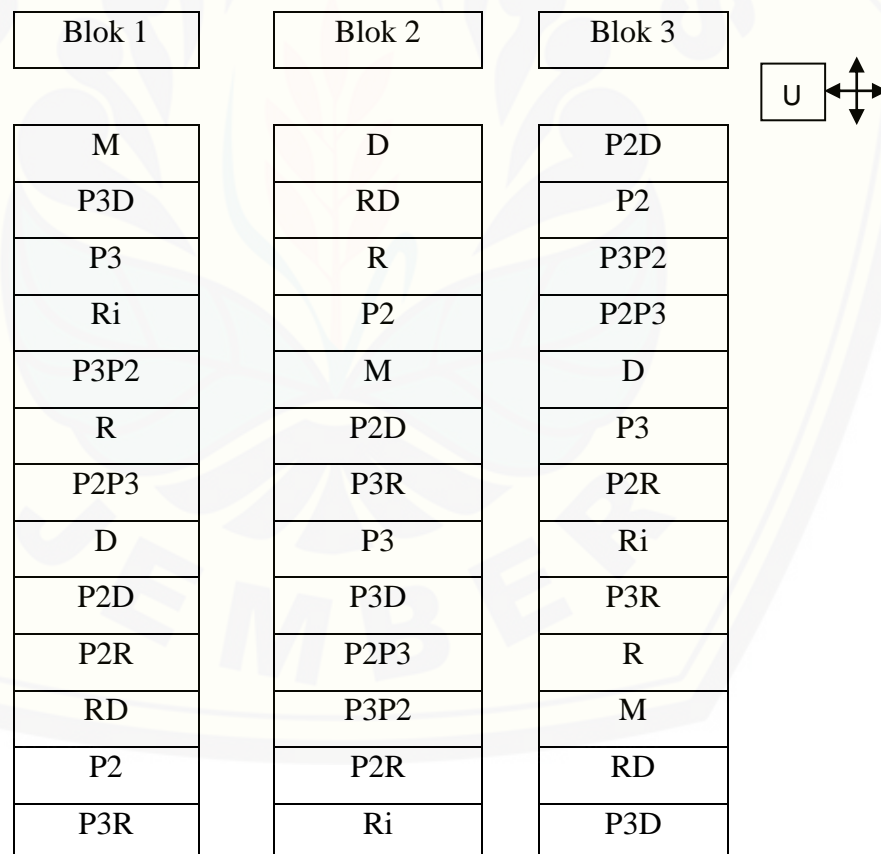 Blok 1 Blok 2 Blok 3
U
M D P2D
P3D RD P2
P3 R P3P2
Ri P2 P2P3
P3P2 M D
R P2D P3
P2P3 P3R P2R
D P3 Ri
P2D P3D P3R
P2R P2P3 R
RD P3P2 M
P2 P2R RD
P3R Ri P3D
JEMBER